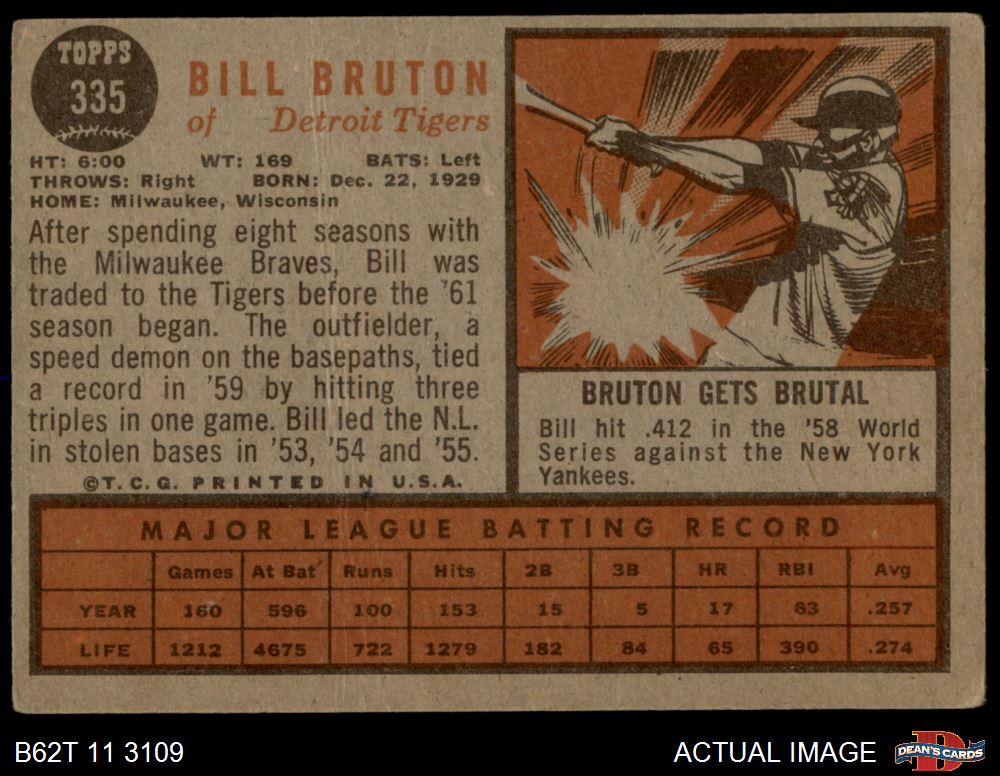 TOPPS
335
BILL BRUTON
of Detroit Tigers
HT: 6:00 WT: 169 BATS: Left
THROWS: Right BORN: Dec. 22, 1929
HOME: Milwaukee, Wisconsin
After spending eight seasons with
the Milwaukee Braves, Bill was
traded to the Tigers before the '61
season began. The outfielder, a
speed demon on the basepaths, tied
a record in '59 by hitting three
triples in one game. Bill led the N.L.
in stolen bases in '53, '54 and '55.
©T.C.G. PRINTED IN U.S.A.
BRUTON GETS BRUTAL
Bill hit .412 in the '58 World
Series against the New York
Yankees.
MAJOR LEAGUE BATTING RECORD
Games At Bat Runs Hits 2B 3B HR RBI Avg
YEAR 160 596 100 153 15 5 17 63 .257
LIFE 1212 4675 722 1279 182 84 65 390 .274
B62T 11 3109 ACTUAL IMAGE
D
DEAN'S CARDS